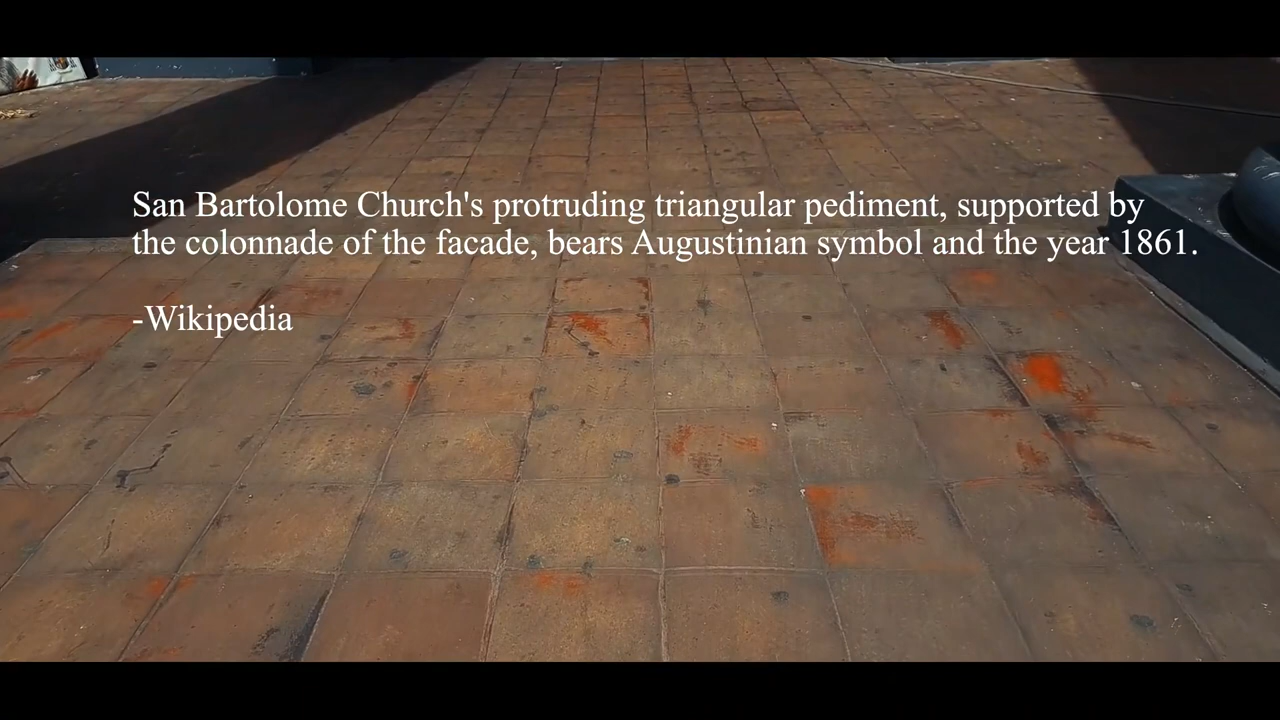 San Bartolome Church's protruding triangular pediment, supported by
the colonnade of the facade, bears Augustinian symbol and the year 1861.
-Wikipedia